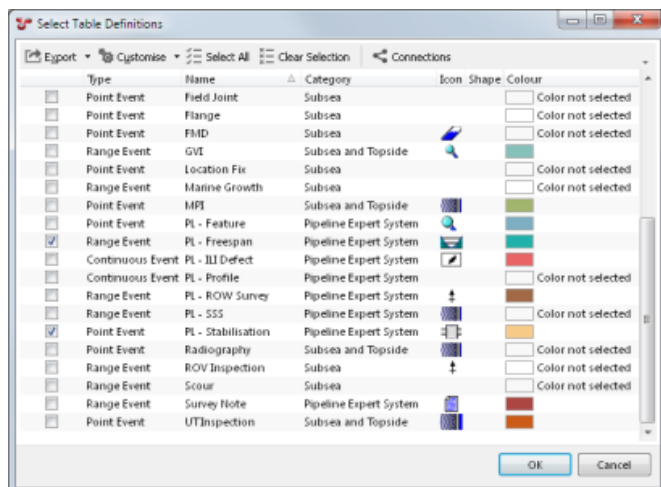 Select Table Definitions
Export Customise Select All Clear Selection Connections
Type Name Category Icon Shape Colour
Point Event Field Joint Subsea Color not selected
Point Event Flange Subsea Color not selected
Point Event FMD Subsea Color not selected
Range Event GVI Subsea and Topside
Point Event Location Fix Subsea Color not selected
Range Event Marine Growth Subsea Color not selected
Point Event MPI Subsea and Topside
Point Event PL - Feature Pipeline Expert System
Range Event PL - Freespan Pipeline Expert System
Continuous Event PL - ILI Defect Pipeline Expert System
Continuous Event PL - Profile Pipeline Expert System Color not selected
Range Event PL - ROW Survey Pipeline Expert System
Range Event PL - SSS Pipeline Expert System Color not selected
Point Event PL - Stabilisation Pipeline Expert System
Point Event Radiography Subsea and Topside Color not selected
Range Event ROV Inspection Subsea Color not selected
Range Event Scour Subsea Color not selected
Range Event Survey Note Pipeline Expert System
Point Event UTInspection Subsea and Topside
OK Cancel